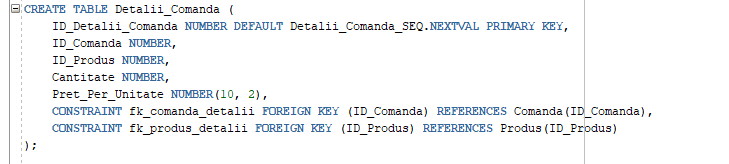 CREATE TABLE Detalii_Comanda (
ID_Detalii_Comanda NUMBER DEFAULT Detalii_Comanda_SEQ.NEXTVAL PRIMARY KEY,
ID_Comanda NUMBER,
ID_Produs NUMBER,
Cantitate NUMBER,
Pret_Per_Unitate NUMBER(10, 2),
CONSTRAINT fk_comanda_detalii FOREIGN KEY (ID_Comanda) REFERENCES Comanda(ID_Comanda),
CONSTRAINT fk_produs_detalii FOREIGN KEY (ID_Produs) REFERENCES Produs(ID_Produs)
);